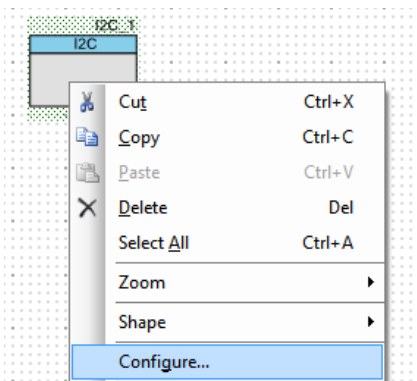 I2C_1
I2C
Cut Ctrl+X
Copy Ctrl+C
Paste Ctrl+V
Delete Del
Select All Ctrl+A
Zoom
Shape
Configure...